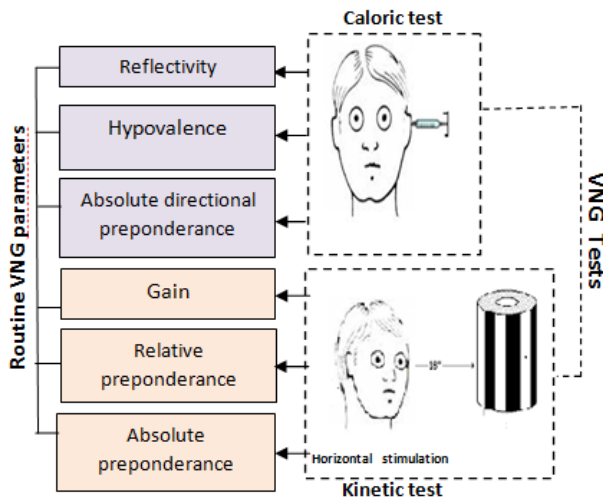 Caloric test
Reflectivity
Hypovalence
Absolute directional
preponderance
Gain
Relative
preponderance
Absolute
preponderance
Routine VNG parameters
VNG Tests
18°
Horizontal stimulation
Kinetic test